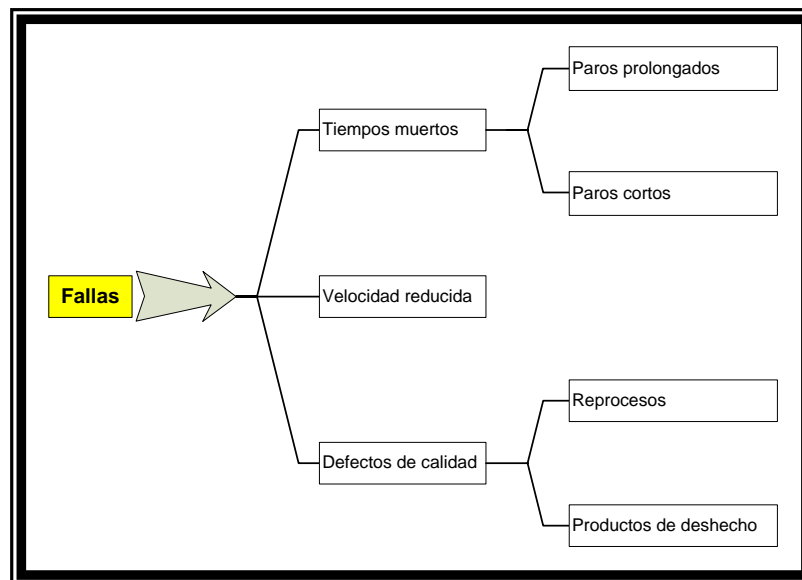 Paros prolongados
Tiempos muertos
Paros cortos
Fallas
Velocidad reducida
Reprocesos
Defectos de calidad
Productos de deshecho